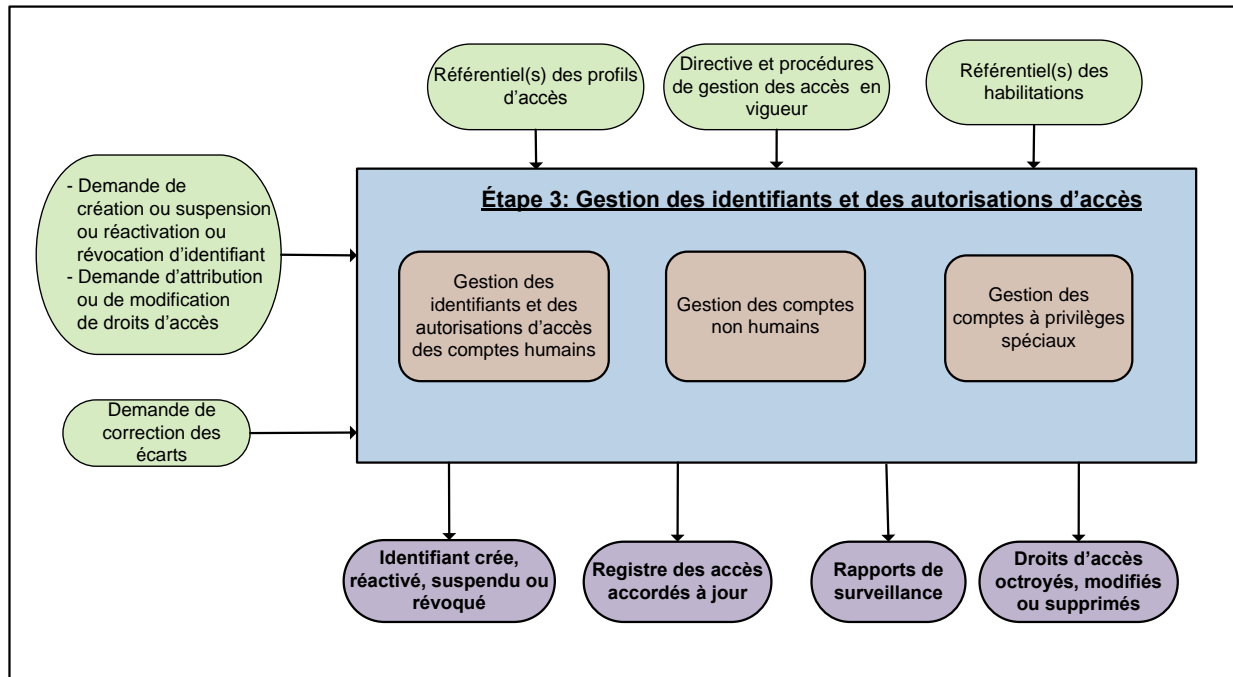 Référentiel(s) des profils
d’accès
Directive et procédures
de gestion des accès en
vigueur
Référentiel(s) des
habilitations
- Demande de
création ou suspension
ou réactivation ou
révocation d’identifiant
- Demande d’attribution
ou de modification
de droits d’accès
Demande de
correction des
écarts
Étape 3: Gestion des identifiants et des autorisations d’accès
Gestion des
identifiants et des
autorisations d’accès
des comptes humains
Gestion des comptes
non humains
Gestion des
comptes à privilèges
spéciaux
Identifiant crée,
réactivé, suspendu ou
révoqué
Registre des accès
accordés à jour
Rapports de
surveillance
Droits d’accès
octroyés, modifiés
ou supprimés